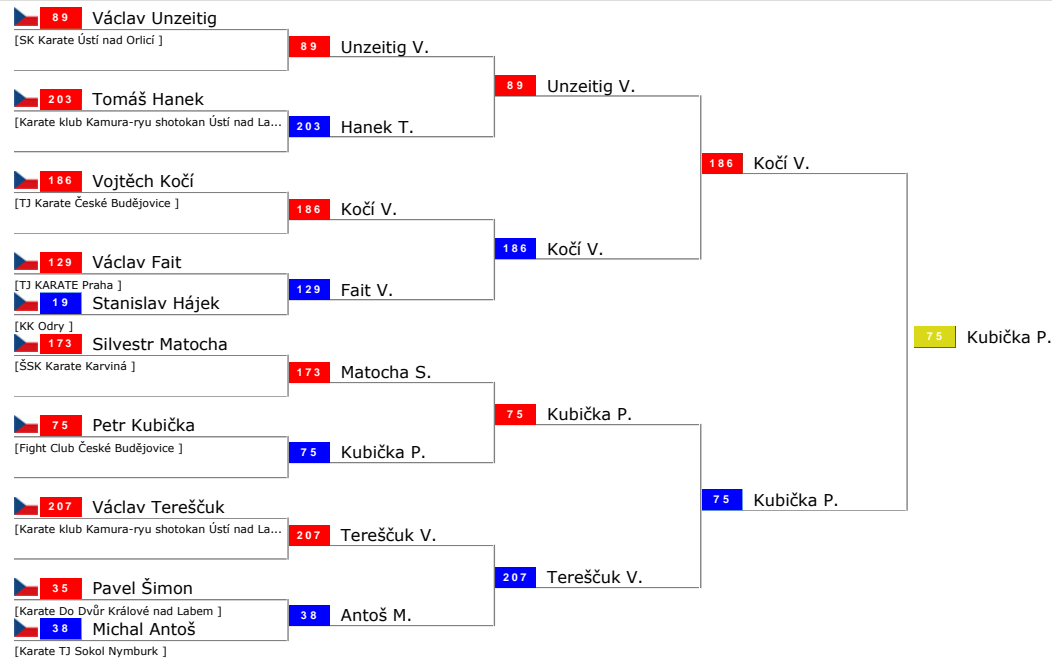 89 Václav Unzeitig
[SK Karate Ústí nad Orlicí ]
203 Tomáš Hanek
[Karate klub Kamura-ryu shotokan Ústí nad La...
186 Vojtěch Kočí
[TJ Karate České Budějovice ]
129 Václav Fait
[TJ KARATE Praha ]
19 Stanislav Hájek
[KK Odry ]
173 Silvestr Matocha
[ŠSK Karate Karviná ]
75 Petr Kubička
[Fight Club České Budějovice ]
207 Václav Tereščuk
[Karate klub Kamura-ryu shotokan Ústí nad La...
35 Pavel Šimon
[Karate Do Dvůr Králové nad Labem ]
38 Michal Antoš
[Karate TJ Sokol Nymburk ]
89 Unzeitig V.
203 Hanek T.
186 Kočí V.
129 Fait V.
173 Matocha S.
75 Kubička P.
207 Tereščuk V.
38 Antoš M.
89 Unzeitig V.
186 Kočí V.
75 Kubička P.
207 Tereščuk V.
186 Kočí V.
75 Kubička P.
75 Kubička P.